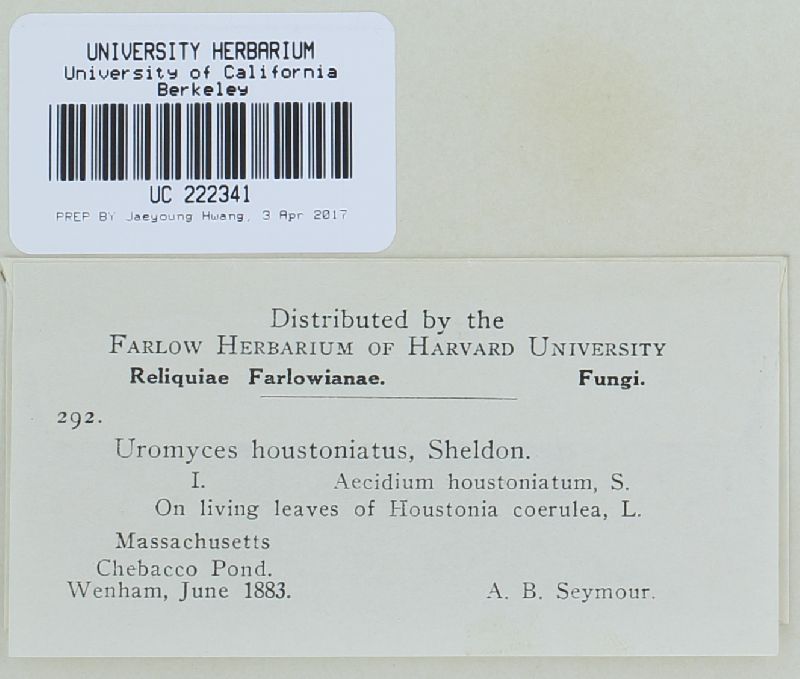 UNIVERSITY HERBARIUM
University of California
Berkeley
UC 222341
PREP BY Jaeyoung Hwang, 3 Apr 2017
Distributed by the
FARLOW HERBARIUM OF HARVARD UNIVERSITY
Reliquiae Farlowianae. Fungi.
292.
Uromyces houstoniatus, Sheldon.
I. Aecidium houstoniatum, S.
On living leaves of Houstonia coerulea, L.
Massachusetts
Chebacco Pond.
Wenham, June 1883. A. B. Seymour.